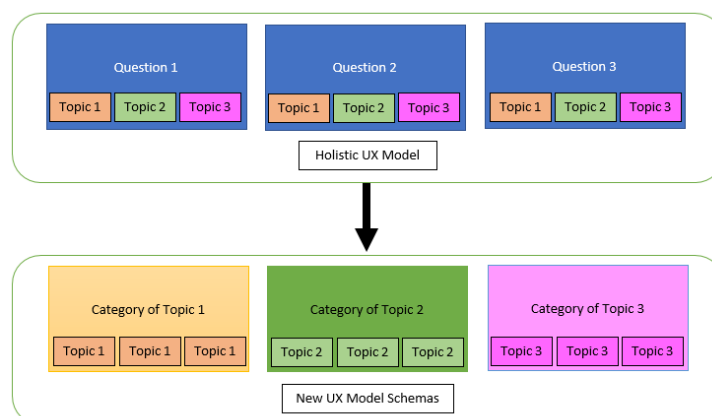 Question 1
Question 2
Question 3
Topic 1 Topic 2 Topic 3
Topic 1 Topic 2 Topic 3
Topic 1 Topic 2 Topic 3
Holistic UX Model
Category of Topic 1
Category of Topic 2
Category of Topic 3
Topic 1 Topic 1 Topic 1
Topic 2 Topic 2 Topic 2
Topic 3 Topic 3 Topic 3
New UX Model Schemas